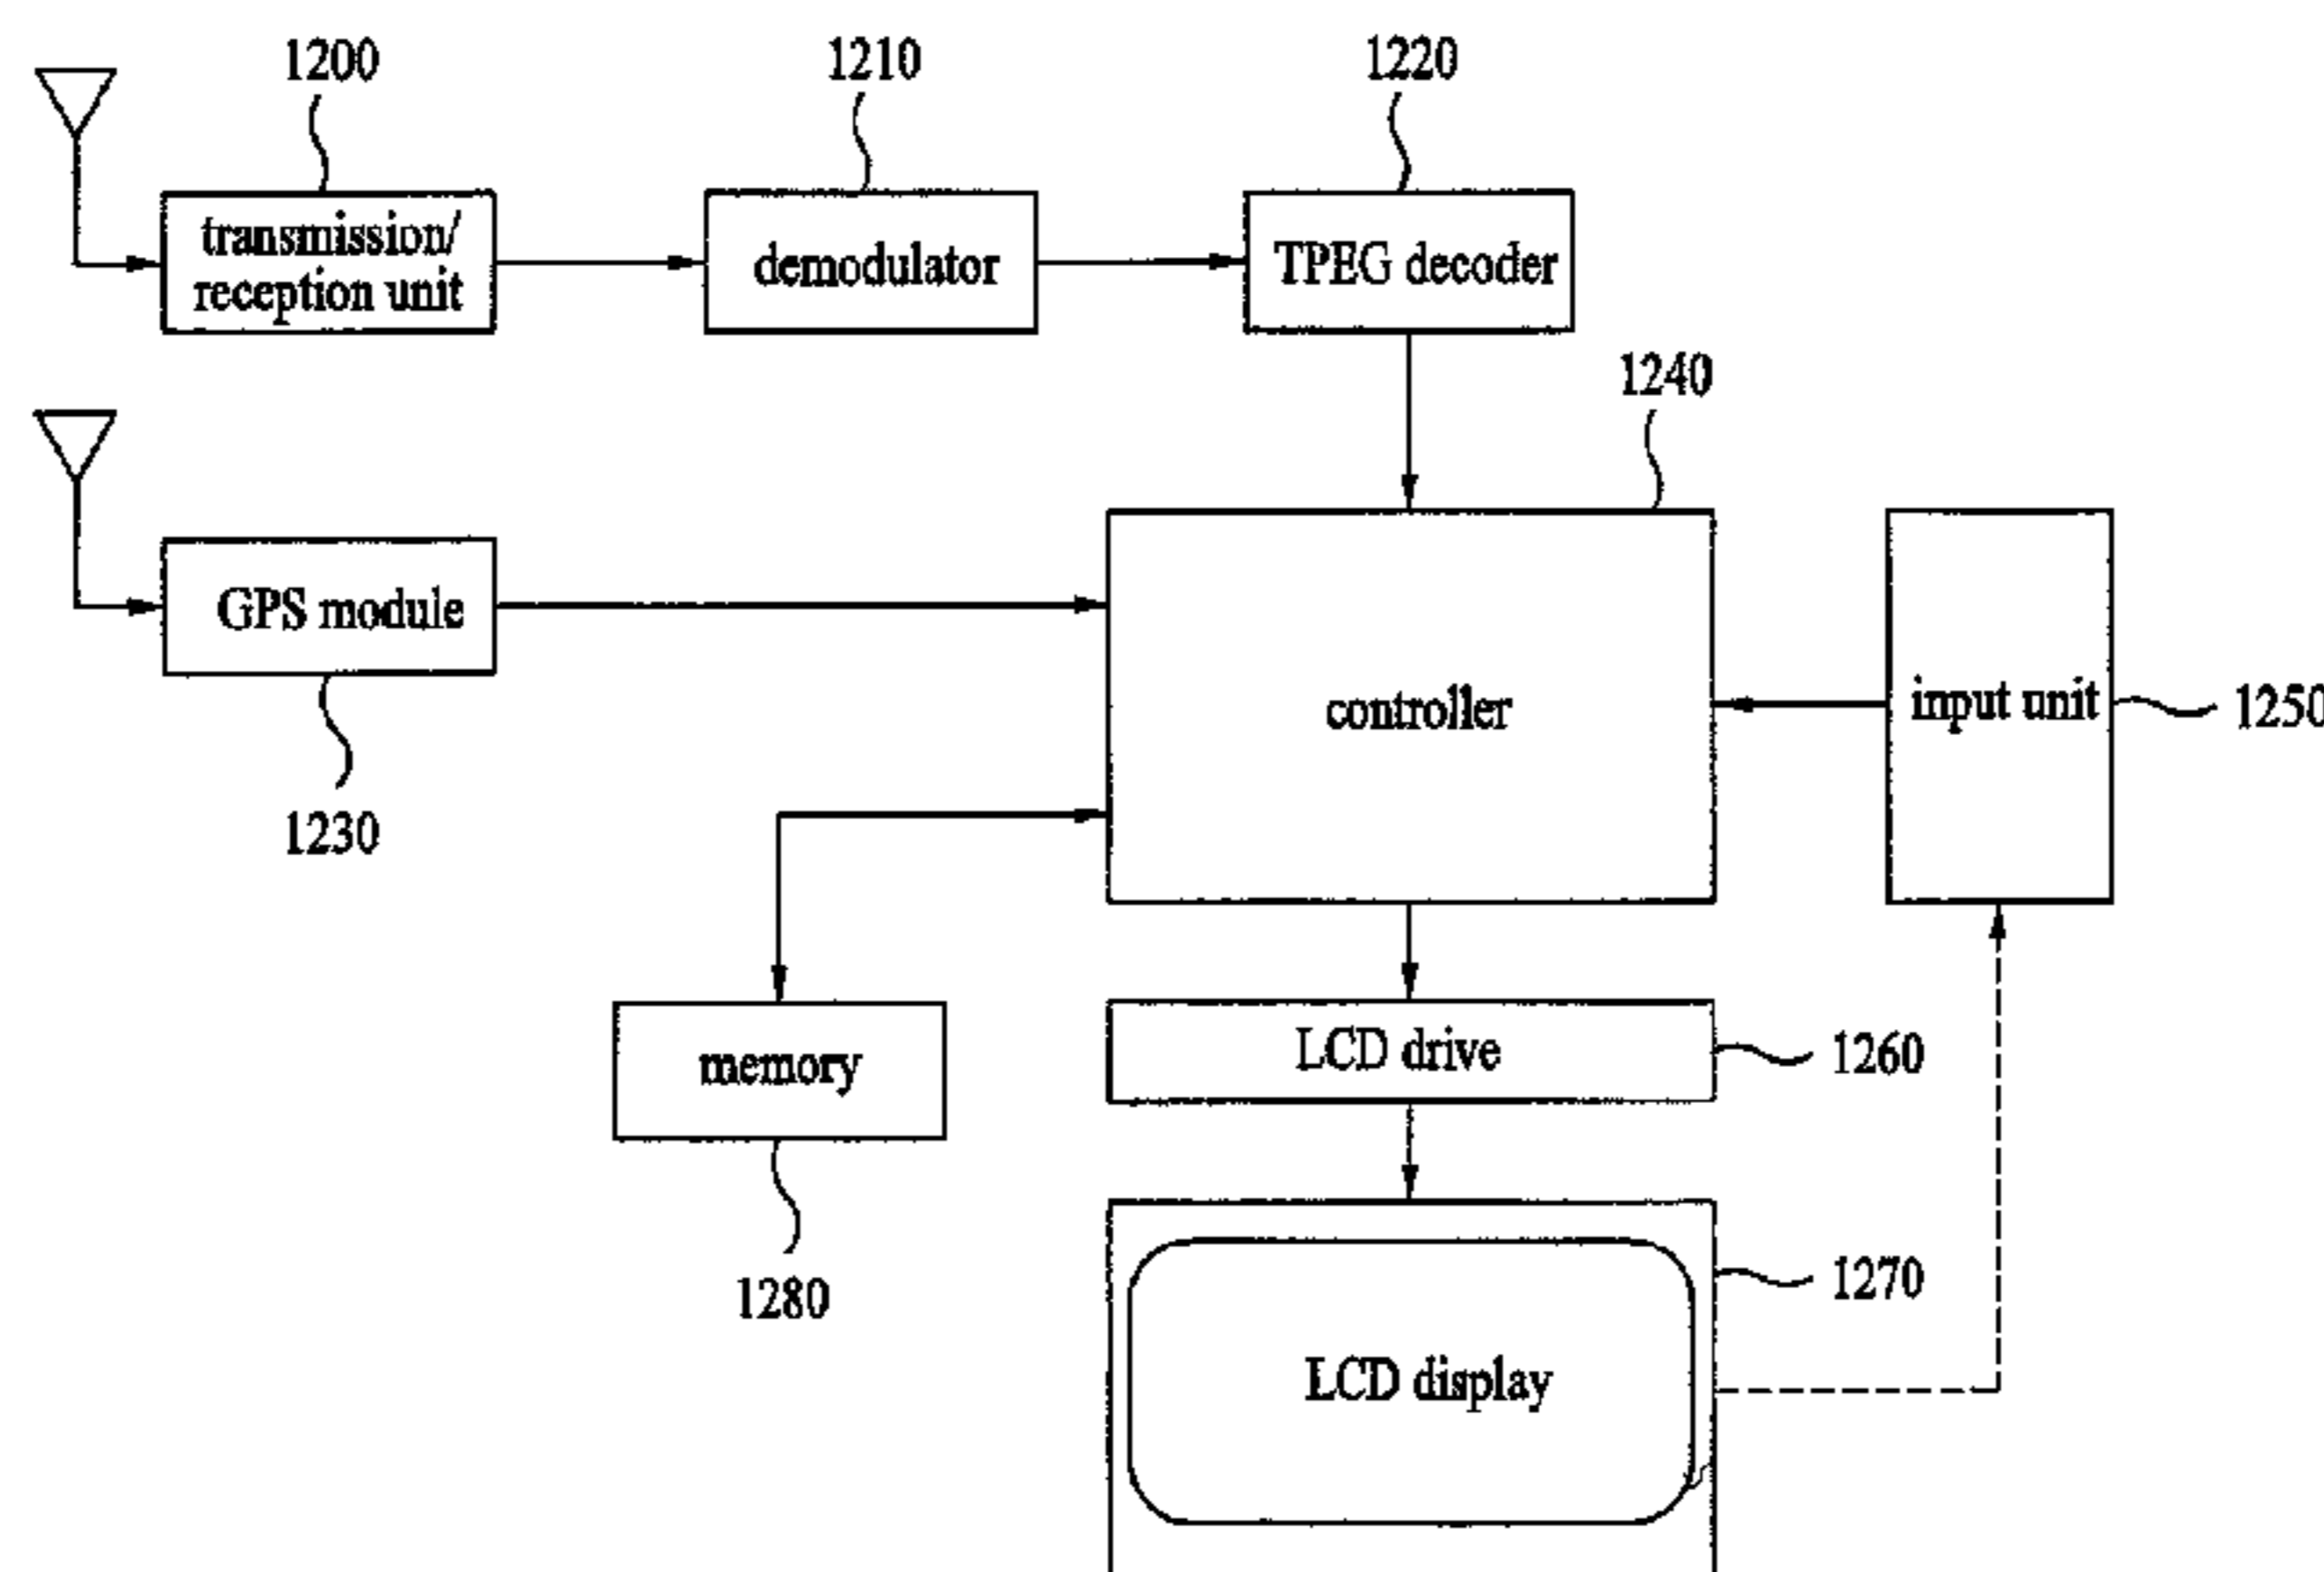 1200
1210
1220
transmission/
reception unit
demodulator
TPEG decoder
1240
GPS module
1230
controller
input unit
1250
memory
1280
LCD drive
1260
1270
LCD display